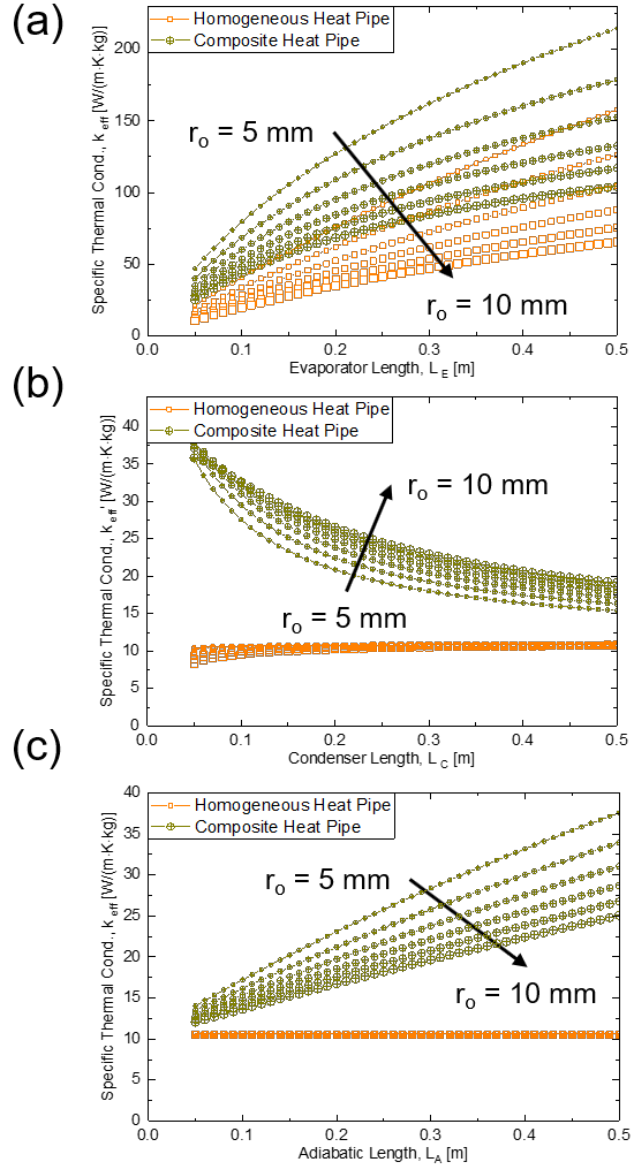 (a)
Homogeneous Heat Pipe
Composite Heat Pipe
Specific Thermal Cond., k eff [W/(m·K·kg)]
200
150
100
50
0
r_o = 5 mm
r_o = 10 mm
0.0 0.1 0.2 0.3 0.4 0.5
Evaporator Length, L_E [m]
(b)
Homogeneous Heat Pipe
Composite Heat Pipe
Specific Thermal Cond., k eff' [W/(m·K·kg)]
40
35
30
25
20
15
10
5
0
r_o = 10 mm
r_o = 5 mm
0.0 0.1 0.2 0.3 0.4 0.5
Condenser Length, L_C [m]
(c)
Homogeneous Heat Pipe
Composite Heat Pipe
Specific Thermal Cond., k eff [W/(m·K·kg)]
40
35
30
25
20
15
10
5
0
r_o = 5 mm
r_o = 10 mm
0.0 0.1 0.2 0.3 0.4 0.5
Adiabatic Length, L_A [m]